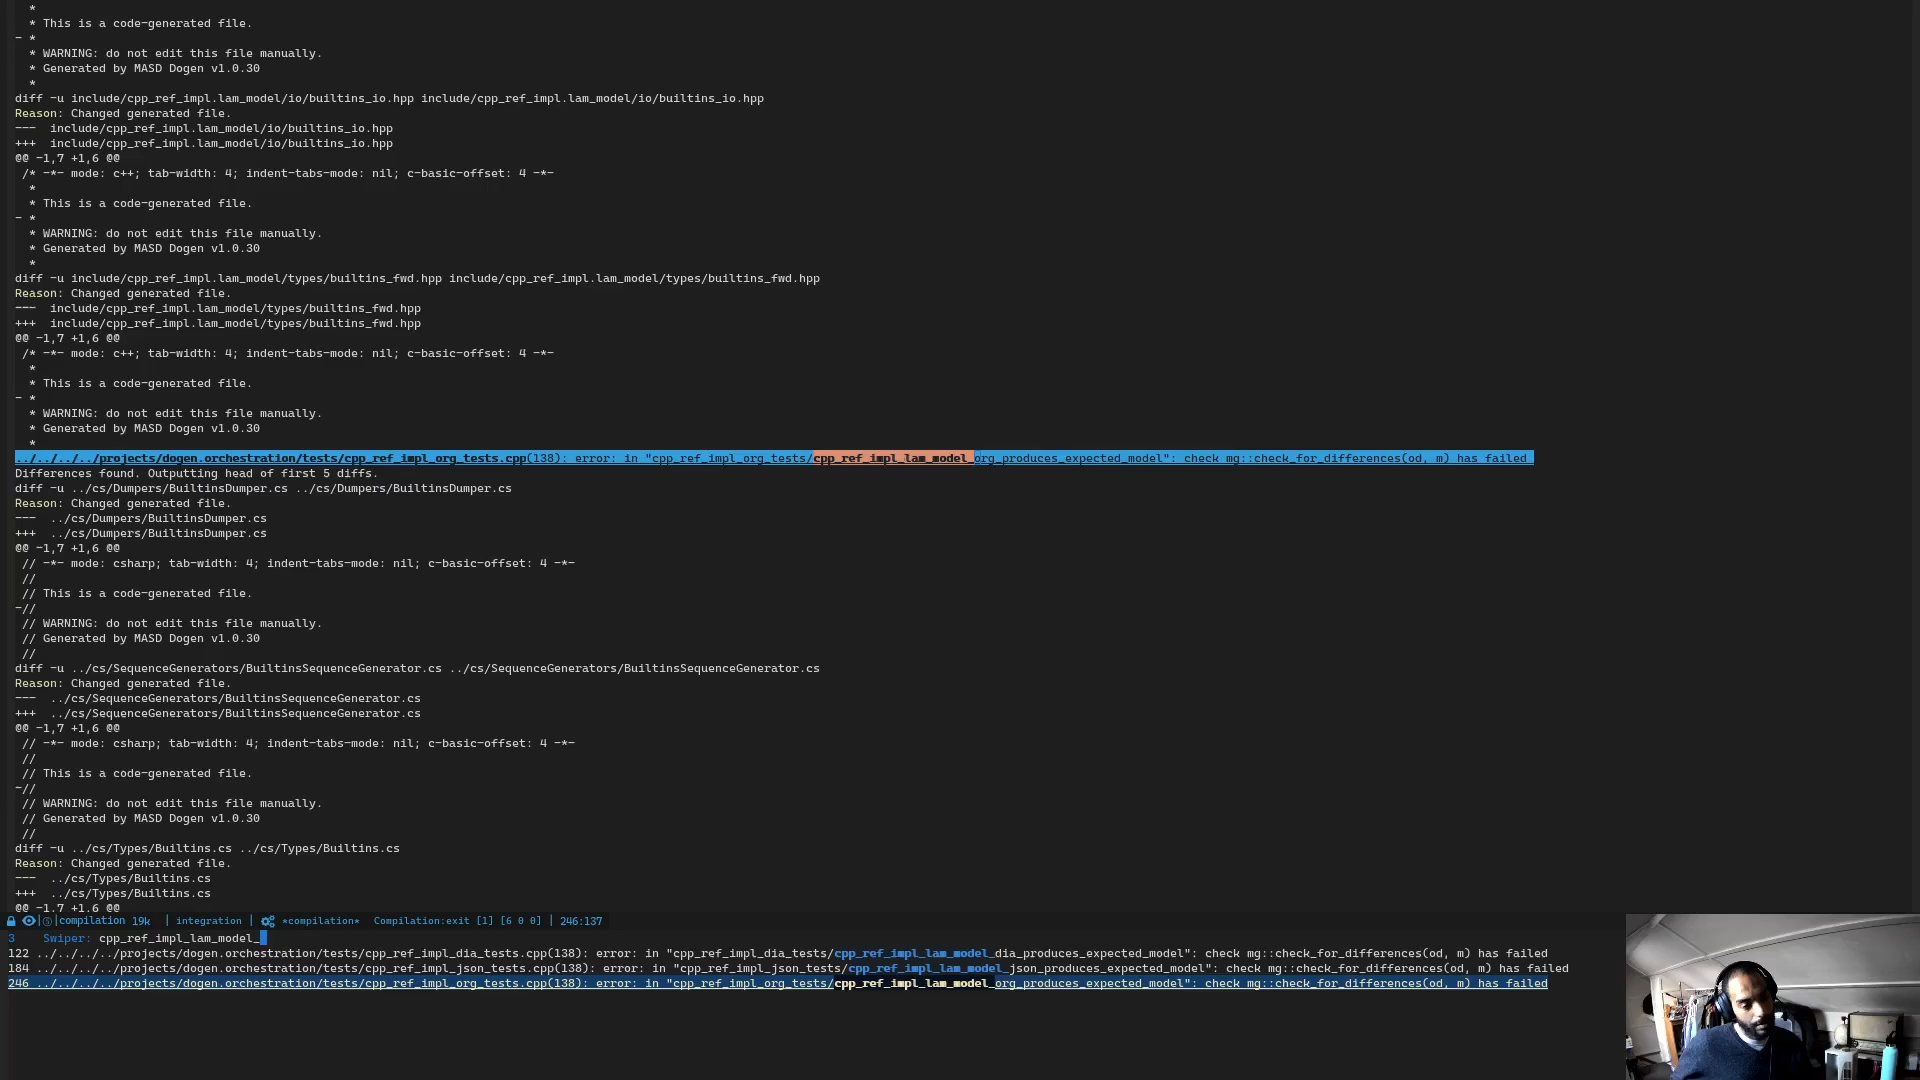 *
* This is a code-generated file.
- *
* WARNING: do not edit this file manually.
* Generated by MASD Dogen v1.0.30
*
diff -u include/cpp_ref_impl.lam_model/io/builtins_io.hpp include/cpp_ref_impl.lam_model/io/builtins_io.hpp
Reason: Changed generated file.
---  include/cpp_ref_impl.lam_model/io/builtins_io.hpp
+++  include/cpp_ref_impl.lam_model/io/builtins_io.hpp
@@ -1,7 +1,6 @@
/* -*- mode: c++; tab-width: 4; indent-tabs-mode: nil; c-basic-offset: 4 -*-
*
* This is a code-generated file.
- *
* WARNING: do not edit this file manually.
* Generated by MASD Dogen v1.0.30
*
diff -u include/cpp_ref_impl.lam_model/types/builtins_fwd.hpp include/cpp_ref_impl.lam_model/types/builtins_fwd.hpp
Reason: Changed generated file.
---  include/cpp_ref_impl.lam_model/types/builtins_fwd.hpp
+++  include/cpp_ref_impl.lam_model/types/builtins_fwd.hpp
@@ -1,7 +1,6 @@
/* -*- mode: c++; tab-width: 4; indent-tabs-mode: nil; c-basic-offset: 4 -*-
*
* This is a code-generated file.
- *
* WARNING: do not edit this file manually.
* Generated by MASD Dogen v1.0.30
*
../../../../projects/dogen.orchestration/tests/cpp_ref_impl_org_tests.cpp(138): error: in "cpp_ref_impl_org_tests/cpp_ref_impl_lam_model_org_produces_expected_model": check mg::check_for_differences(od, m) has failed
Differences found. Outputting head of first 5 diffs.
diff -u ../cs/Dumpers/BuiltinsDumper.cs ../cs/Dumpers/BuiltinsDumper.cs
Reason: Changed generated file.
---  ../cs/Dumpers/BuiltinsDumper.cs
+++  ../cs/Dumpers/BuiltinsDumper.cs
@@ -1,7 +1,6 @@
// -*- mode: csharp; tab-width: 4; indent-tabs-mode: nil; c-basic-offset: 4 -*-
//
// This is a code-generated file.
-//
// WARNING: do not edit this file manually.
// Generated by MASD Dogen v1.0.30
//
diff -u ../cs/SequenceGenerators/BuiltinsSequenceGenerator.cs ../cs/SequenceGenerators/BuiltinsSequenceGenerator.cs
Reason: Changed generated file.
---  ../cs/SequenceGenerators/BuiltinsSequenceGenerator.cs
+++  ../cs/SequenceGenerators/BuiltinsSequenceGenerator.cs
@@ -1,7 +1,6 @@
// -*- mode: csharp; tab-width: 4; indent-tabs-mode: nil; c-basic-offset: 4 -*-
//
// This is a code-generated file.
-//
// WARNING: do not edit this file manually.
// Generated by MASD Dogen v1.0.30
//
diff -u ../cs/Types/Builtins.cs ../cs/Types/Builtins.cs
Reason: Changed generated file.
---  ../cs/Types/Builtins.cs
+++  ../cs/Types/Builtins.cs
@@ -1,7 +1,6 @@
compilation 19k | integration | *compilation* Compilation:exit [1] [6 0 0] | 246:137
3 Swiper: cpp_ref_impl_lam_model_
122 ../../../../projects/dogen.orchestration/tests/cpp_ref_impl_dia_tests.cpp(138): error: in "cpp_ref_impl_dia_tests/cpp_ref_impl_lam_model_dia_produces_expected_model": check mg::check_for_differences(od, m) has failed
184 ../../../../projects/dogen.orchestration/tests/cpp_ref_impl_json_tests.cpp(138): error: in "cpp_ref_impl_json_tests/cpp_ref_impl_lam_model_json_produces_expected_model": check mg::check_for_differences(od, m) has failed
246 ../../../../projects/dogen.orchestration/tests/cpp_ref_impl_org_tests.cpp(138): error: in "cpp_ref_impl_org_tests/cpp_ref_impl_lam_model_org_produces_expected_model": check mg::check_for_differences(od, m) has failed